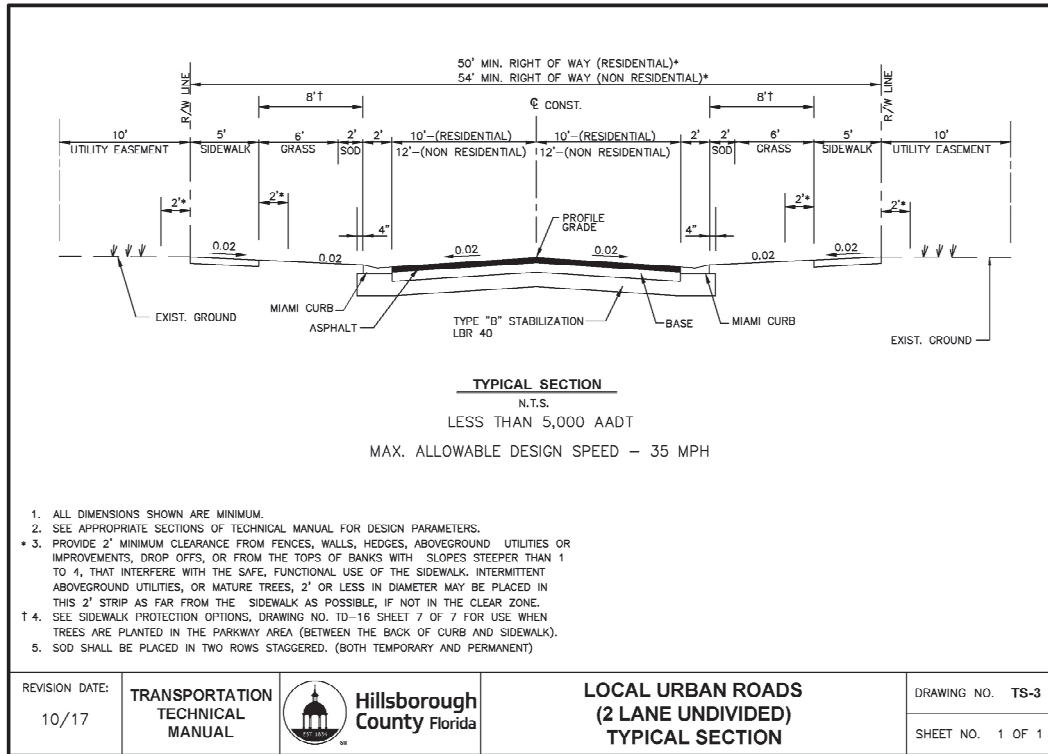 50' MIN. RIGHT OF WAY (RESIDENTIAL)*
54' MIN. RIGHT OF WAY (NON RESIDENTIAL)*
R/W LINE
R/W LINE
8'†
℄ CONST.
8'†
10' 5' 6' 2' 2' 10'-(RESIDENTIAL) 10'-(RESIDENTIAL) 2' 2' 6' 5' 10'
UTILITY EASEMENT SIDEWALK GRASS SOD 12'-(NON RESIDENTIAL) 12'-(NON RESIDENTIAL) SOD GRASS SIDEWALK UTILITY EASEMENT
2'* 2'* 4" PROFILE GRADE 4" 2'* 2'*
0.02 0.02 0.02 0.02 0.02 0.02
EXIST. GROUND MIAMI CURB ASPHALT TYPE "B" STABILIZATION BASE MIAMI CURB
LBR 40
EXIST. GROUND
TYPICAL SECTION
N.T.S.
LESS THAN 5,000 AADT
MAX. ALLOWABLE DESIGN SPEED - 35 MPH
1. ALL DIMENSIONS SHOWN ARE MINIMUM.
2. SEE APPROPRIATE SECTIONS OF TECHNICAL MANUAL FOR DESIGN PARAMETERS.
* 3. PROVIDE 2' MINIMUM CLEARANCE FROM FENCES, WALLS, HEDGES, ABOVEGROUND UTILITIES OR
IMPROVEMENTS, DROP OFFS, OR FROM THE TOPS OF BANKS WITH SLOPES STEEPER THAN 1
TO 4, THAT INTERFERE WITH THE SAFE, FUNCTIONAL USE OF THE SIDEWALK. INTERMITTENT
ABOVEGROUND UTILITIES, OR MATURE TREES, 2' OR LESS IN DIAMETER MAY BE PLACED IN
THIS 2' STRIP AS FAR FROM THE SIDEWALK AS POSSIBLE, IF NOT IN THE CLEAR ZONE.
† 4. SEE SIDEWALK PROTECTION OPTIONS, DRAWING NO. TD-16 SHEET 7 OF 7 FOR USE WHEN
TREES ARE PLANTED IN THE PARKWAY AREA (BETWEEN THE BACK OF CURB AND SIDEWALK).
5. SOD SHALL BE PLACED IN TWO ROWS STAGGERED. (BOTH TEMPORARY AND PERMANENT)
REVISION DATE:
10/17
TRANSPORTATION
TECHNICAL
MANUAL
EST 1834
SM
Hillsborough
County Florida
LOCAL URBAN ROADS
(2 LANE UNDIVIDED)
TYPICAL SECTION
DRAWING NO. TS-3
SHEET NO. 1 OF 1